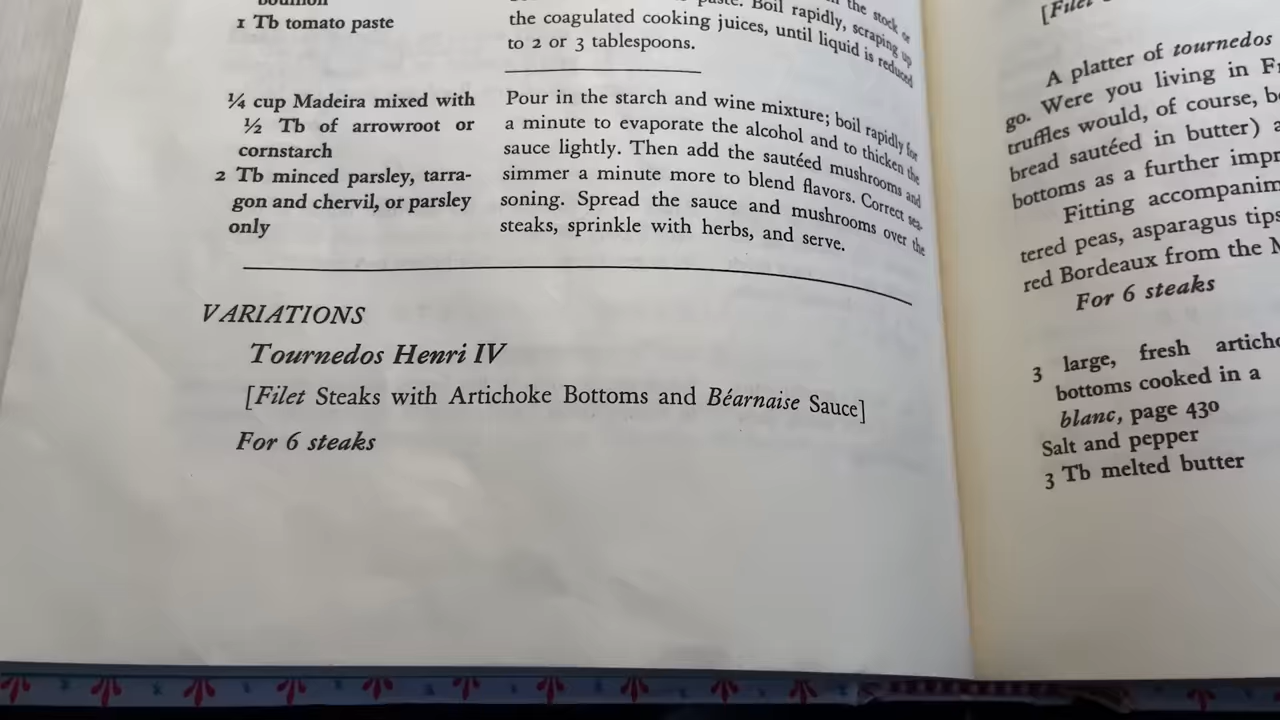 bouillon
1 Tb tomato paste
paste. Boil rapidly, scraping up
the coagulated cooking juices, until liquid is reduced
to 2 or 3 tablespoons.
¼ cup Madeira mixed with
½ Tb of arrowroot or
cornstarch
2 Tb minced parsley, tarra-
gon and chervil, or parsley
only
Pour in the starch and wine mixture; boil rapidly for
a minute to evaporate the alcohol and to thicken the
sauce lightly. Then add the sautéed mushrooms and
simmer a minute more to blend flavors. Correct sea-
soning. Spread the sauce and mushrooms over the
steaks, sprinkle with herbs, and serve.
VARIATIONS
Tournedos Henri IV
[Filet Steaks with Artichoke Bottoms and Béarnaise Sauce]
For 6 steaks
[Filet
A platter of tournedos
go. Were you living in
truffles would, of course,
bread sautéed in butter)
bottoms as a further
Fitting
tered peas, asparagus tips
red Bordeaux from the
For 6 steaks
3 large, fresh
bottoms cooked in a
blanc, page 430
Salt and pepper
3 Tb melted butter